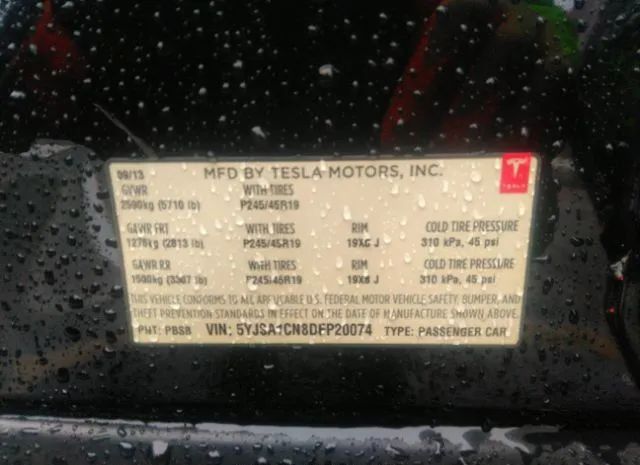 09/13 MFD BY TESLA MOTORS, INC.
TESLA
GVWR WITH TIRES
2590kg (5710 lb) P245/45R19
GAWR FRT WITH TIRES RIM COLD TIRE PRESSURE
1276kg (2813 lb) P245/45R19 19X8 J 310 kPa, 45 psi
GAWR RR WITH TIRES RIM COLD TIRE PRESSURE
1500kg (3307 lb) P245/45R19 19X8 J 310 kPa, 45 psi
THIS VEHICLE CONFORMS TO ALL APPLICABLE U.S. FEDERAL MOTOR VEHICLE SAFETY, BUMPER, AND
THEFT PREVENTION STANDARDS IN EFFECT ON THE DATE OF MANUFACTURE SHOWN ABOVE.
PNT: PBSB VIN: 5YJSA1CN8DFP20074 TYPE: PASSENGER CAR